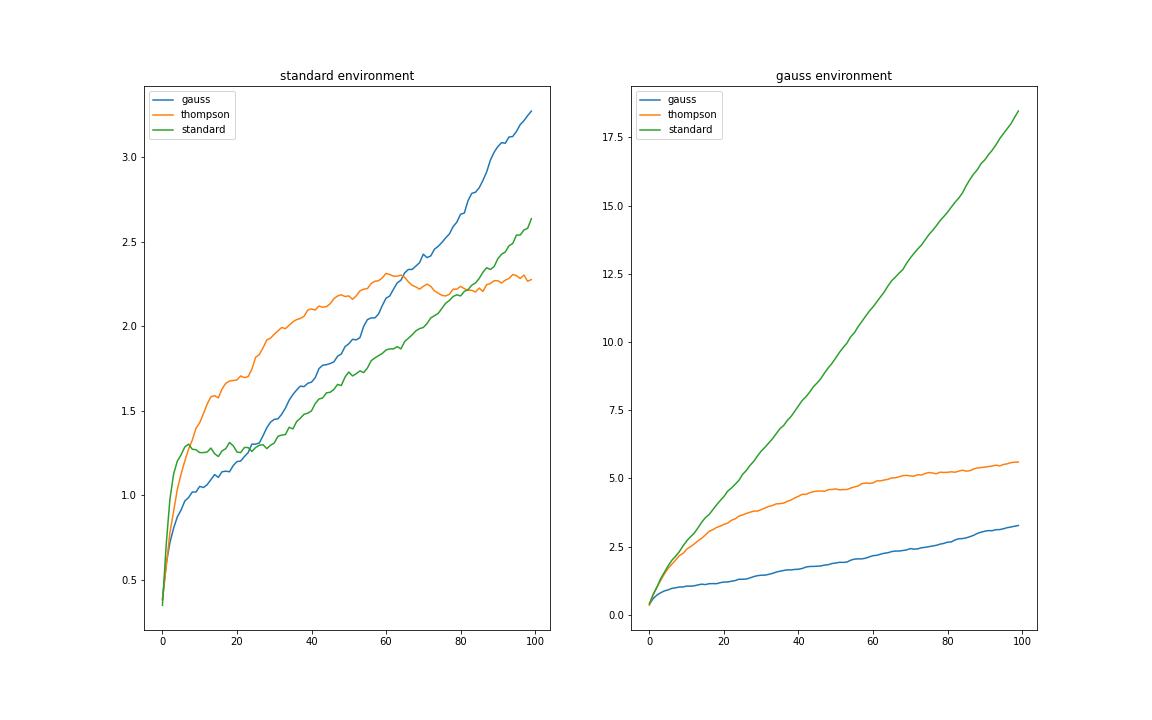 standard environment
gauss
thompson
standard
3.0
2.5
2.0
1.5
1.0
0.5
0 20 40 60 80 100
gauss environment
gauss
thompson
standard
17.5
15.0
12.5
10.0
7.5
5.0
2.5
0.0
0 20 40 60 80 100